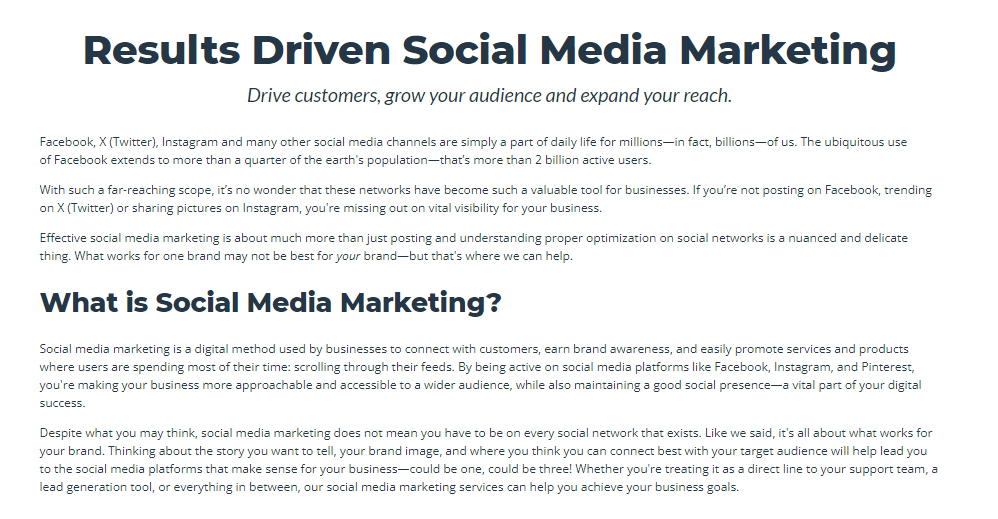 Results Driven Social Media Marketing
Drive customers, grow your audience and expand your reach.
Facebook, X (Twitter), Instagram and many other social media channels are simply a part of daily life for millions—in fact, billions—of us. The ubiquitous use
of Facebook extends to more than a quarter of the earth's population—that's more than 2 billion active users.
With such a far-reaching scope, it's no wonder that these networks have become such a valuable tool for businesses. If you're not posting on Facebook, trending
on X (Twitter) or sharing pictures on Instagram, you're missing out on vital visibility for your business.
Effective social media marketing is about much more than just posting and understanding proper optimization on social networks is a nuanced and delicate
thing. What works for one brand may not be best for your brand—but that's where we can help.
What is Social Media Marketing?
Social media marketing is a digital method used by businesses to connect with customers, earn brand awareness, and easily promote services and products
where users are spending most of their time: scrolling through their feeds. By being active on social media platforms like Facebook, Instagram, and Pinterest,
you're making your business more approachable and accessible to a wider audience, while also maintaining a good social presence—a vital part of your digital
success.
Despite what you may think, social media marketing does not mean you have to be on every social network that exists. Like we said, it's all about what works for
your brand. Thinking about the story you want to tell, your brand image, and where you think you can connect best with your target audience will help lead you
to the social media platforms that make sense for your business—could be one, could be three! Whether you're treating it as a direct line to your support team, a
lead generation tool, or everything in between, our social media marketing services can help you achieve your business goals.